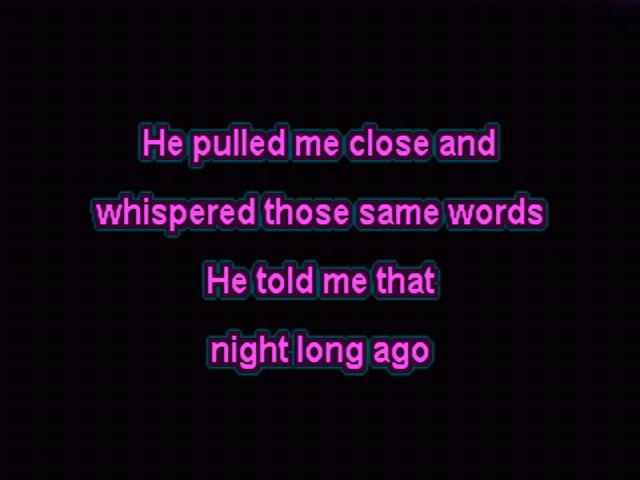 He pulled me close and
whispered those same words
He told me that
night long ago